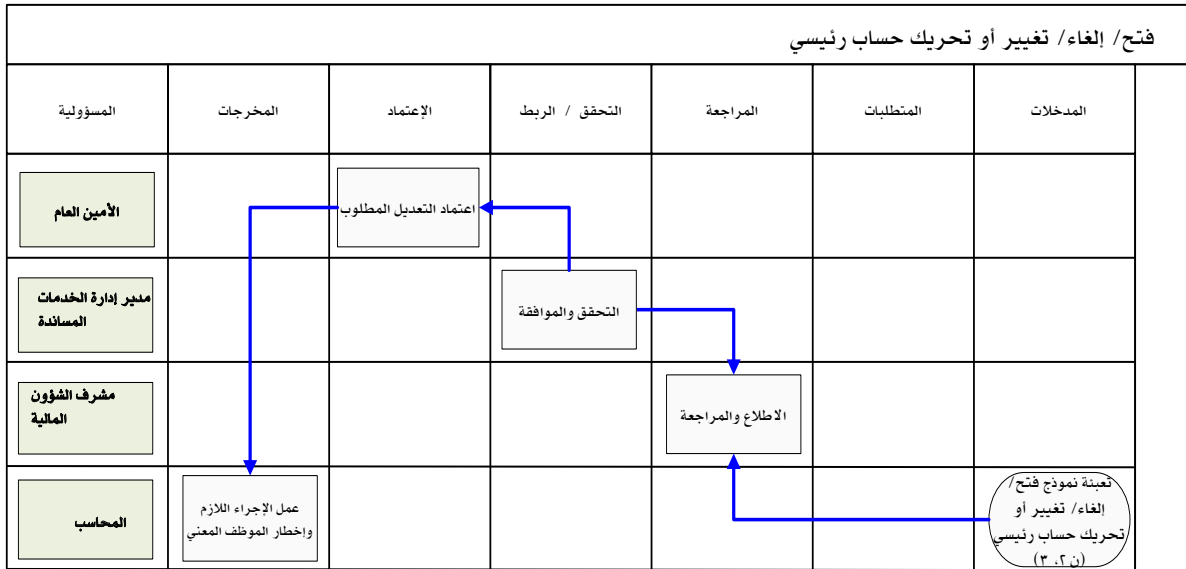 فتح/ إلغاء/ تغيير أو تحريك حساب رئيسي
المدخلات
المتطلبات
المراجعة
التحقق / الربط
الإعتماد
المخرجات
المسؤولية
اعتماد التعديل المطلوب
الأمين العام
التحقق والموافقة
مدير إدارة الخدمات
المساندة
الاطلاع والمراجعة
مشرف الشؤون
المالية
تعبئة نموذج فتح/
إلغاء/ تغيير أو
تحريك حساب رئيسي
(ن ٢، ٣)
عمل الإجراء اللازم
وإخطار الموظف المعني
المحاسب